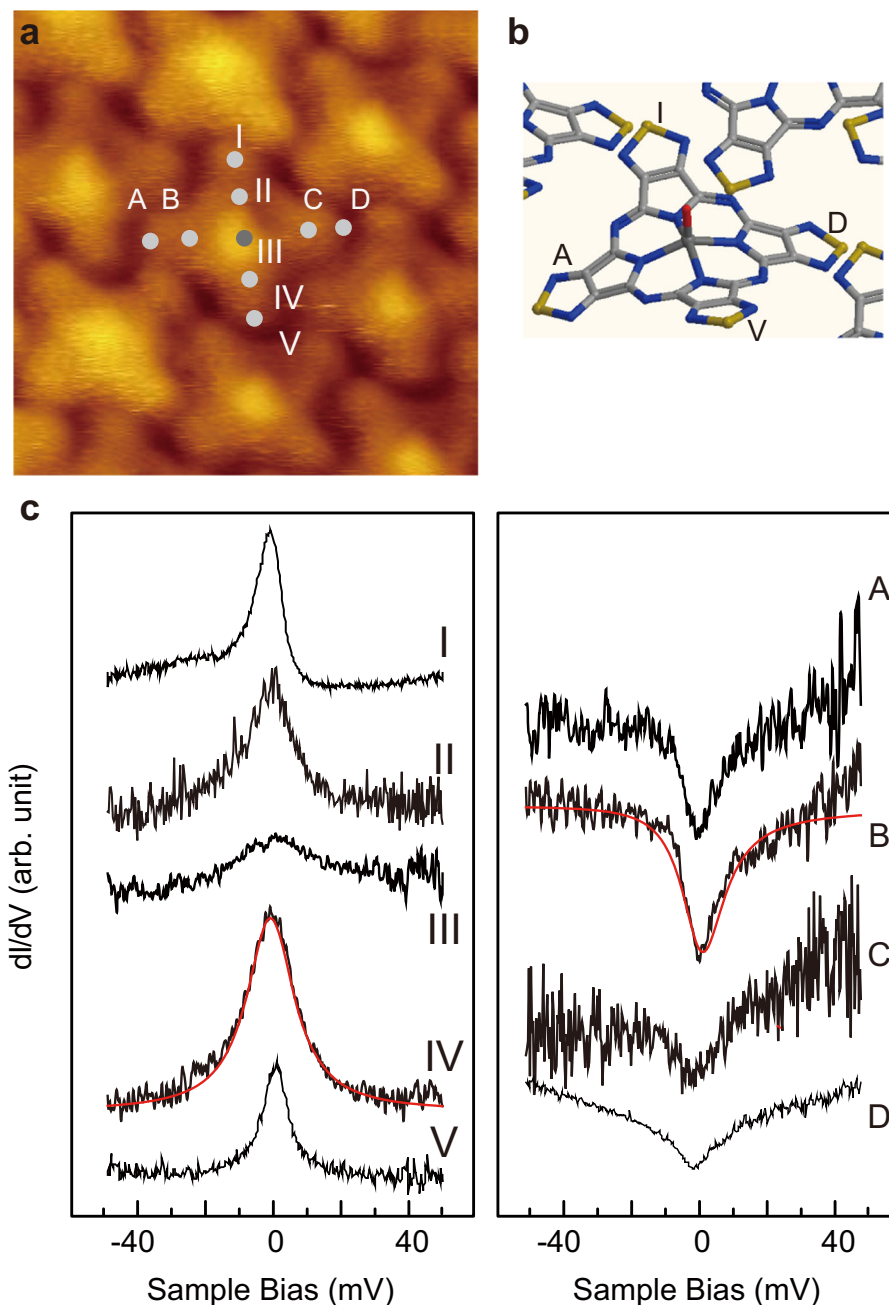 a
I
II
A B
C D
III
IV
V
b
I
D
A
V
c
dI/dV (arb. unit)
I
II
III
IV
V
-40 0 40
Sample Bias (mV)
A
B
C
D
-40 0 40
Sample Bias (mV)